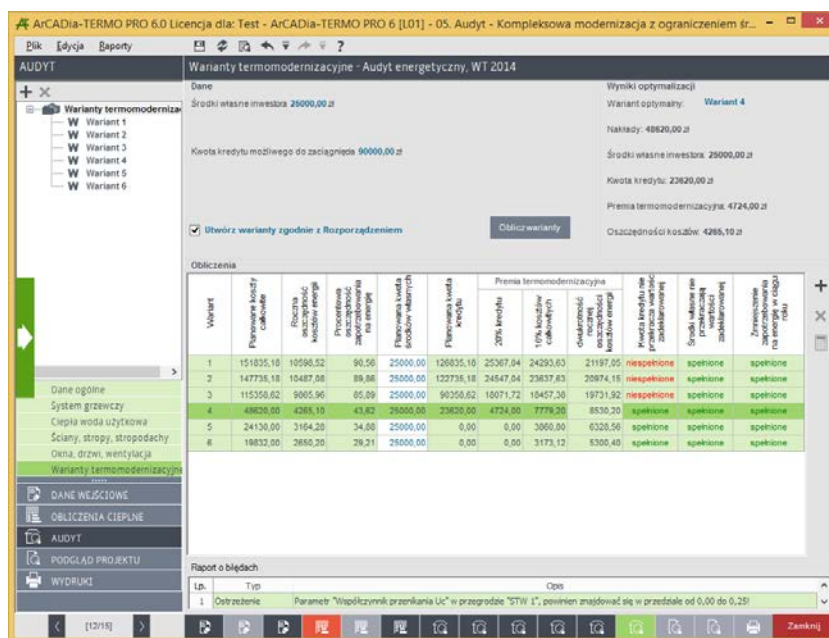 ArCADia-TERMO PRO 6.0 Licencja dla: Test - ArCADia-TERMO PRO 6 [L01] - 05. Audyt - Kompleksowa modernizacja z ograniczeniem śr...
Plik Edycja Raporty ?
AUDYT
Warianty termomodernizacyjne - Audyt energetyczny, WT 2014
Warianty termomoderniza
W Wariant 1
W Wariant 2
W Wariant 3
W Wariant 4
W Wariant 5
W Wariant 6
Dane ogólne
System grzewczy
Ciepła woda użytkowa
Ściany, stropy, stropodachy
Okna, drzwi, wentylacja
Warianty termomodernizacyjne
DANE WEJŚCIOWE
OBLICZENIA CIEPLNE
AUDYT
PODGLĄD PROJEKTU
WYDRUKI
[12/15]
Dane
Środki własne inwestora 25000,00 zł
Kwota kredytu możliwego do zaciągnięcia 90000,00 zł
Utwórz warianty zgodnie z Rozporządzeniem
Oblicz warianty
Wyniki optymalizacji
Wariant optymalny: Wariant 4
Nakłady: 48620,00 zł
Środki własne inwestora: 25000,00 zł
Kwota kredytu: 23620,00 zł
Premia termomodernizacyjna: 4724,00 zł
Oszczędności kosztów: 4265,10 zł
Obliczenia
Wariant
Planowane koszty całkowite
Roczna oszczędność kosztów energii
Procentowa oszczędność zapotrzebowania na energię
Planowana kwota środków własnych
Planowana kwota kredytu
Premia termomodernizacyjna
20% kredytu
16% kosztów całkowitych
dwukrotność rocznej oszczędności kosztów energii
Kwota kredytu nie przekracza wartość zadeklarowanej
Środki własne nie przekraczają wartości zadeklarowanej
Zmniejszenie zapotrzebowania na energię w ciągu roku
1 151835,18 10598,52 90,56 25000,00 126835,18 25367,04 24293,63 21197,05 niespełnione spełnione spełnione
2 147735,18 10487,08 89,86 25000,00 122735,18 24547,04 23637,63 20974,15 niespełnione spełnione spełnione
3 115358,62 9865,96 85,89 25000,00 90358,62 18071,72 18457,38 19731,92 niespełnione spełnione spełnione
4 48620,00 4265,10 43,62 25000,00 23620,00 4724,00 7779,20 8530,20 spełnione spełnione spełnione
5 24130,00 3164,28 34,88 25000,00 0,00 0,00 3860,80 6328,56 spełnione spełnione spełnione
6 19832,00 2650,20 29,21 25000,00 0,00 0,00 3173,12 5300,40 spełnione spełnione spełnione
Raport o błędach
Lp. Typ Opis
1 Ostrzeżenie Parametr "Współczynnik przenikania Uc" w przegrodzie "STW 1", powinien znajdować się w przedziale od 0,00 do 0,25!
Zamknij